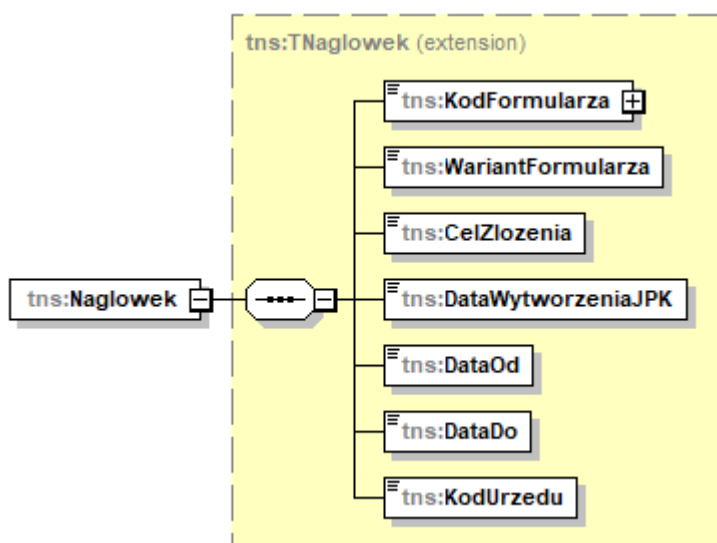 tns:TNaglowek (extension)
tns:KodFormularza
tns:WariantFormularza
tns:CelZlozenia
tns:Naglowek
tns:DataWytworzeniaJPK
tns:DataOd
tns:DataDo
tns:KodUrzedu